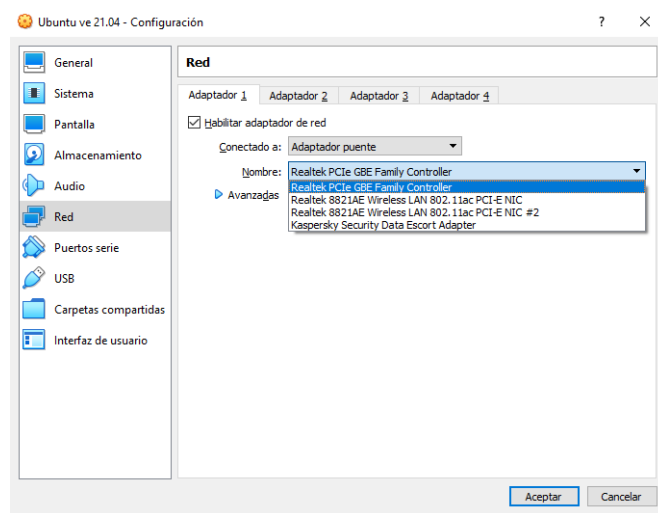 Ubuntu ve 21.04 - Configuración ? ×
General
Sistema
Pantalla
Almacenamiento
Audio
Red
Puertos serie
USB
Carpetas compartidas
Interfaz de usuario
Red
Adaptador 1 Adaptador 2 Adaptador 3 Adaptador 4
Habilitar adaptador de red
Conectado a: Adaptador puente
Nombre: Realtek PCIe GBE Family Controller
Realtek PCIe GBE Family Controller
Avanzadas
Realtek 8821AE Wireless LAN 802.11ac PCI-E NIC
Realtek 8821AE Wireless LAN 802.11ac PCI-E NIC #2
Kaspersky Security Data Escort Adapter
Aceptar Cancelar